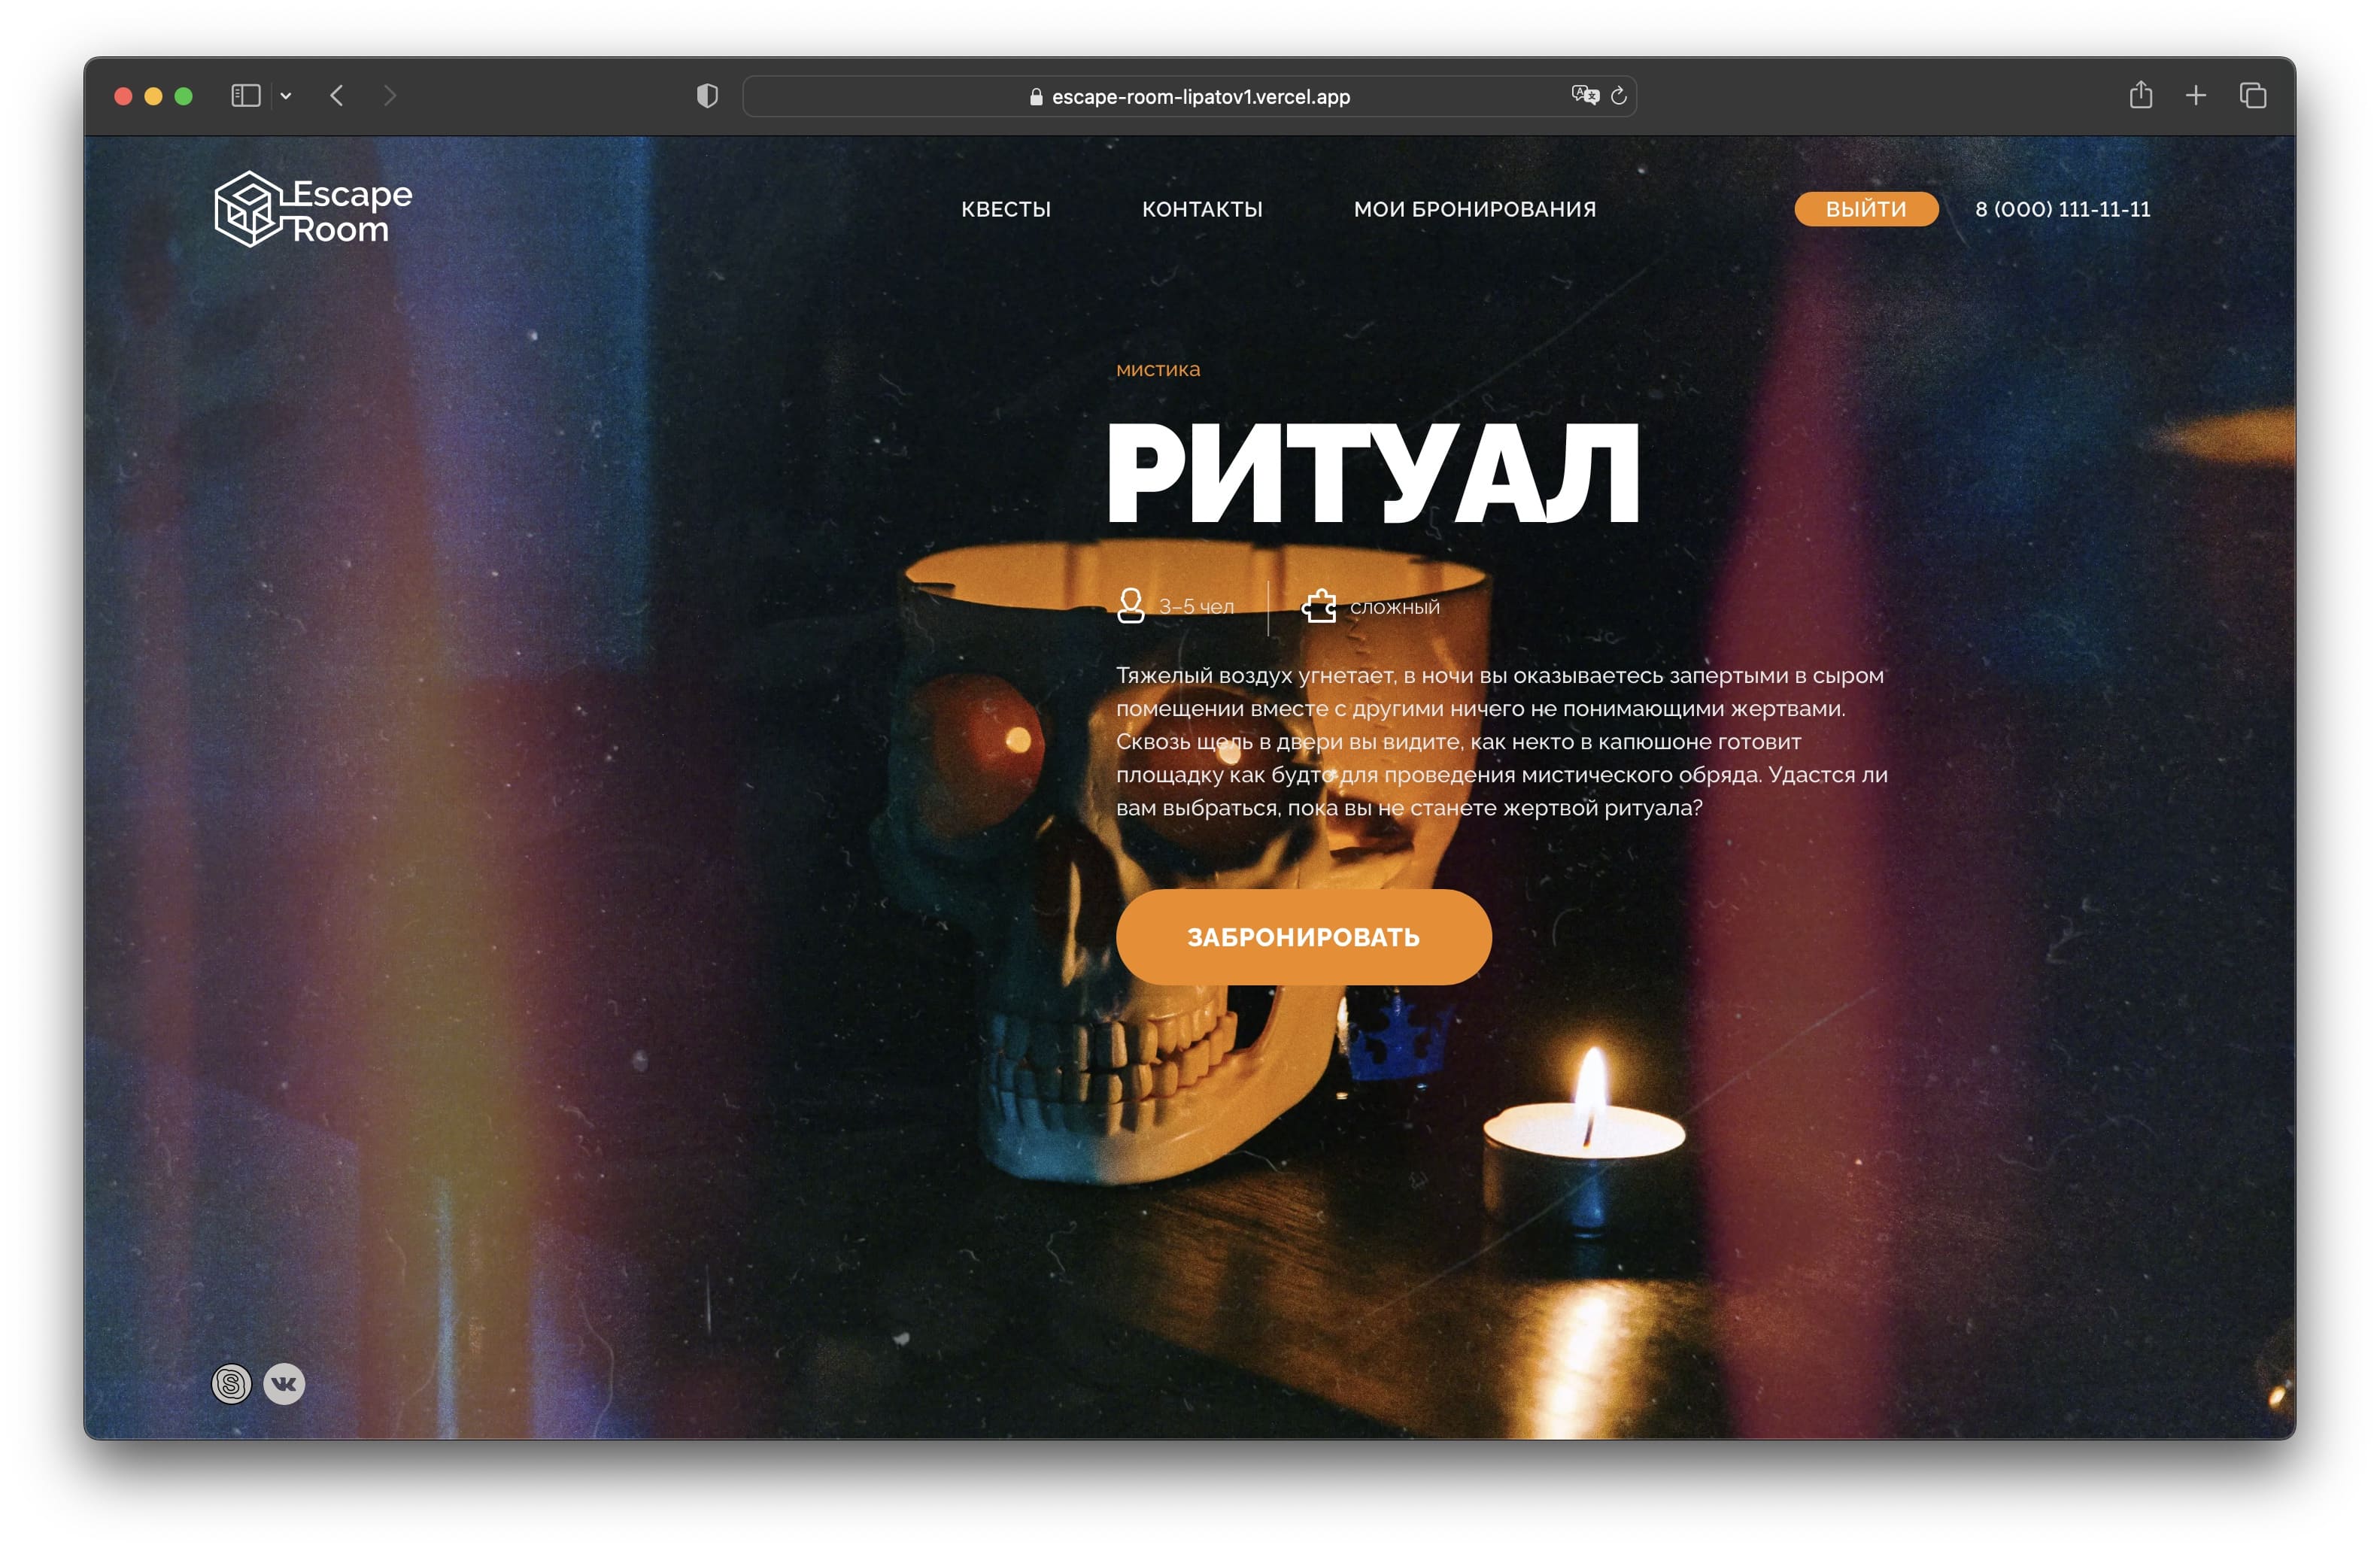 escape-room-lipatov1.vercel.app
Escape
Room
КВЕСТЫ
КОНТАКТЫ
МОИ БРОНИРОВАНИЯ
ВЫЙТИ
8 (000) 111-11-11
мистика
РИТУАЛ
3–5 чел
сложный
Тяжелый воздух угнетает, в ночи вы оказываетесь запертыми в сыром
помещении вместе с другими ничего не понимающими жертвами.
Сквозь щель в двери вы видите, как некто в капюшоне готовит
площадку как будто для проведения мистического обряда. Удастся ли
вам выбраться, пока вы не станете жертвой ритуала?
ЗАБРОНИРОВАТЬ